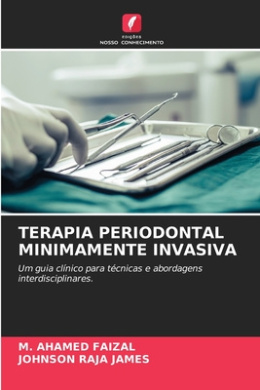 edições
NOSSO CONHECIMENTO
TERAPIA PERIODONTAL
MINIMAMENTE INVASIVA
Um guia clínico para técnicas e abordagens
interdisciplinares.
M. AHAMED FAIZAL
JOHNSON RAJA JAMES